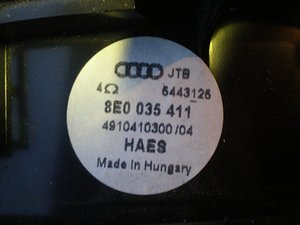 JTB
4Ω 6443126
8E0 035 411
4910410300/04
HAES
Made in Hungary